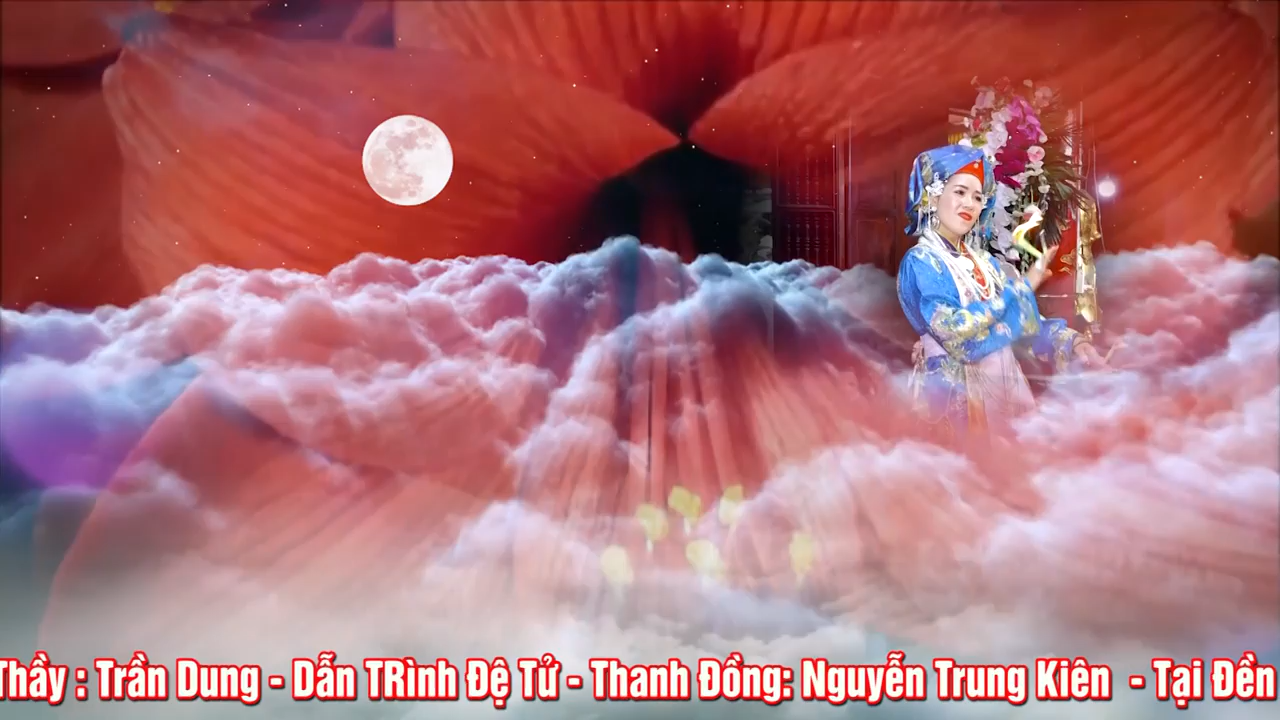 Thầy : Trần Dung - Dẫn TRình Đệ Tử - Thanh Đồng: Nguyễn Trung Kiên - Tại Đền